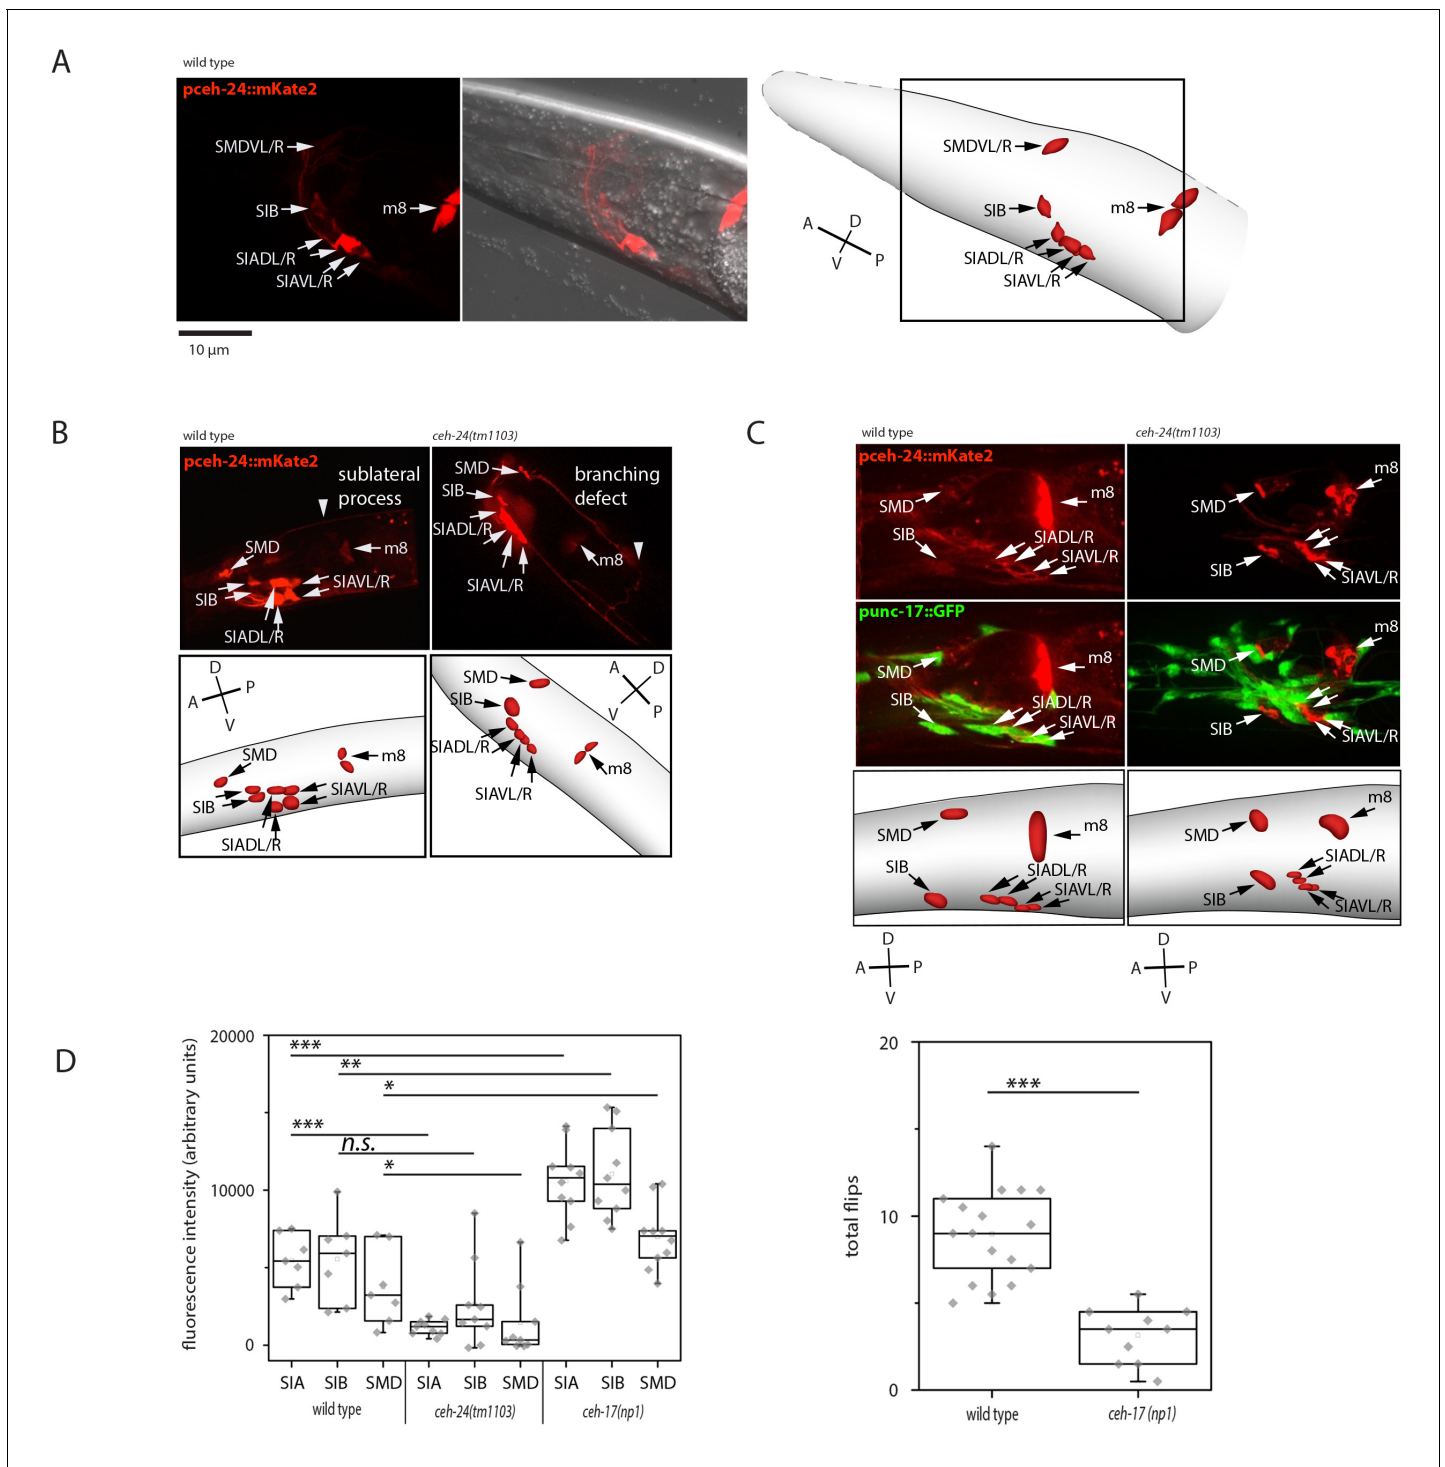 A
wild type
pceh-24::mKate2
SMDVL/R
SIB
m8
SIADL/R
SIAVL/R
10 µm
SMDVL/R
SIB
m8
SIADL/R
SIAVL/R
A
D
V
P
B
wild type
ceh-24(tm1103)
pceh-24::mKate2
sublateral
process
SMD
m8
SIAVL/R
SIB
SIADL/R
SMD
SIB
branching
defect
SIADL/R
m8
SIAVL/R
D
A
P
V
SMD
m8
SIAVL/R
SIB
SIADL/R
A
D
V
P
SMD
SIB
SIADL/R
m8
SIAVL/R
C
wild type
ceh-24(tm1103)
pceh-24::mKate2
SMD
m8
SIB
SIADL/R
SIAVL/R
m8
SMD
SIB
SIAVL/R
punc-17::GFP
SMD
m8
SIB
SIADL/R
SIAVL/R
m8
SMD
SIB
SIAVL/R
SMD
m8
SIB
SIADL/R
SIAVL/R
m8
SMD
SIADL/R
SIB
SIAVL/R
D
A
P
V
D
A
P
V
D
fluorescence intensity (arbitrary units)
20000
10000
0
***
**
*
***
n.s.
*
SIA SIB SMD SIA SIB SMD SIA SIB SMD
wild type ceh-24(tm1103) ceh-17(np1)
total flips
20
10
0
***
wild type ceh-17 (np1)